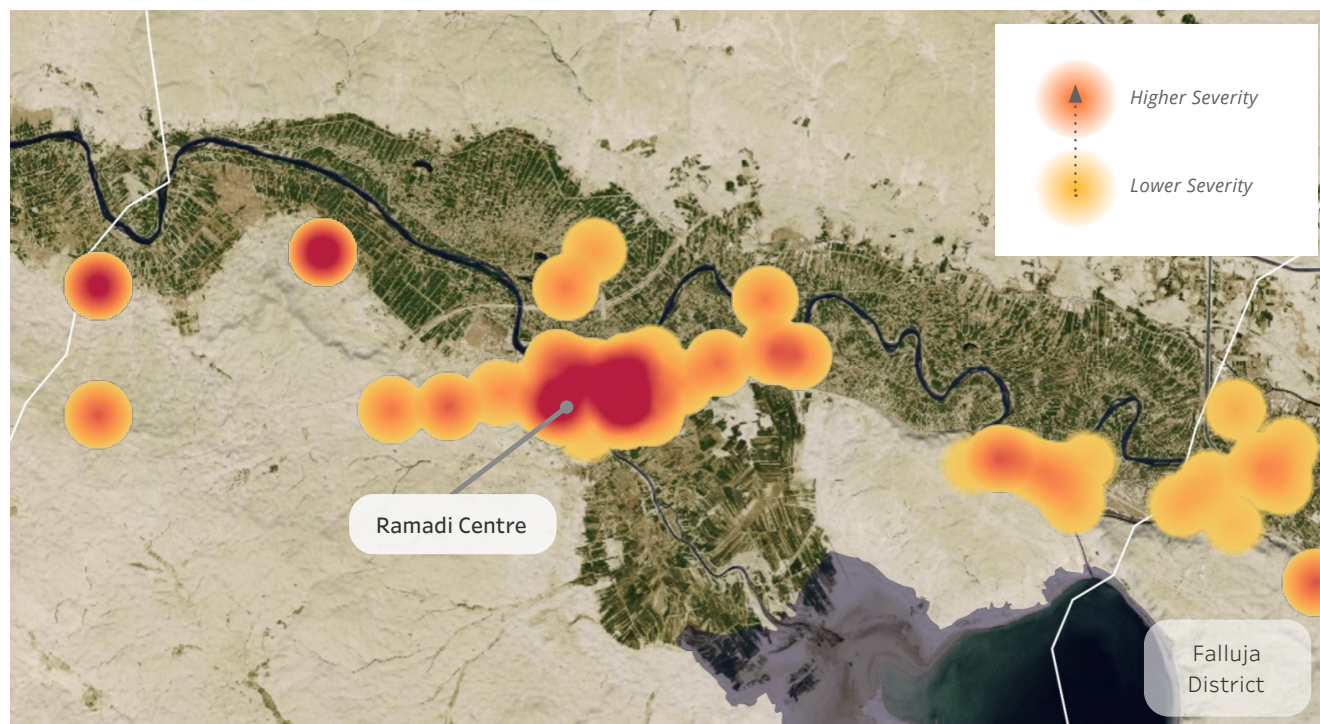 Higher Severity
Lower Severity
Ramadi Centre
Falluja
District